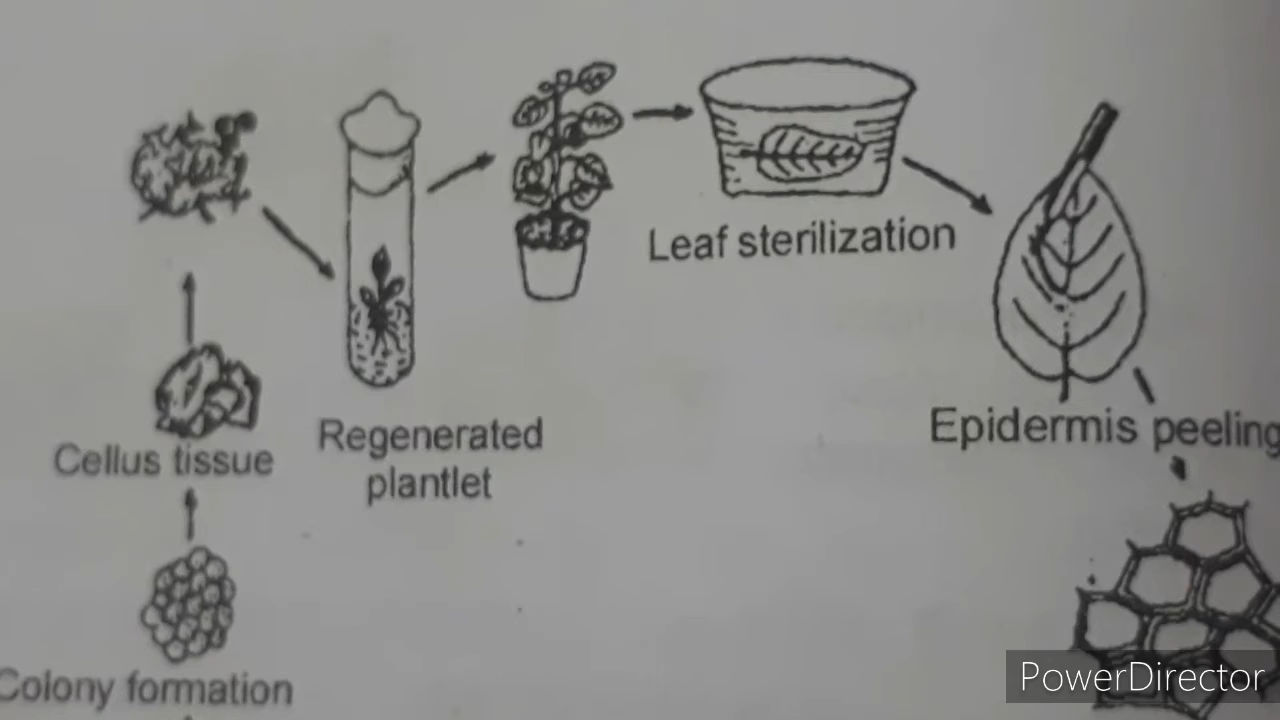 Leaf sterilization
Epidermis peeling
Regenerated
plantlet
Cellus tissue
Colony formation
PowerDirector